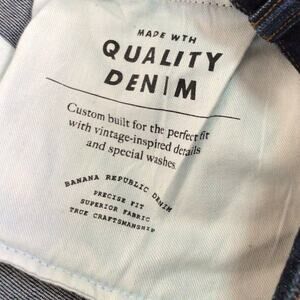 MADE WTH
QUALITY
DENIM
Custom built for the perfect fit
with vintage-inspired details
and special washes
BANANA REPUBLIC DENIM
PRECISE FIT
SUPERIOR FABRIC
TRUE CRAFTSMANSHIP